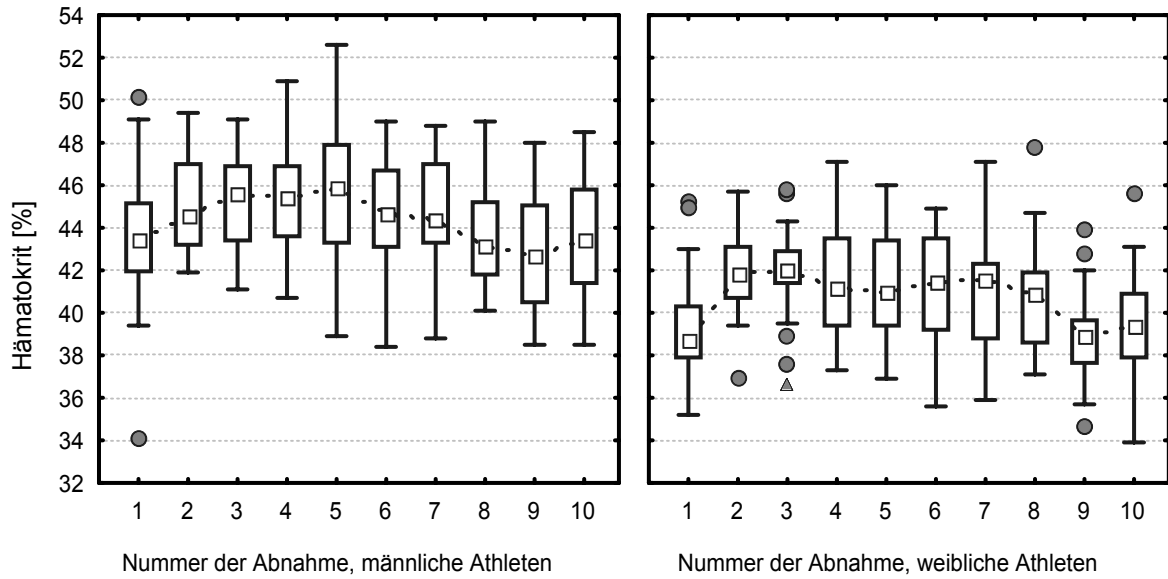 Hämatokrit [%]
54
52
50
48
46
44
42
40
38
36
34
32
1 2 3 4 5 6 7 8 9 10
Nummer der Abnahme, männliche Athleten
1 2 3 4 5 6 7 8 9 10
Nummer der Abnahme, weibliche Athleten